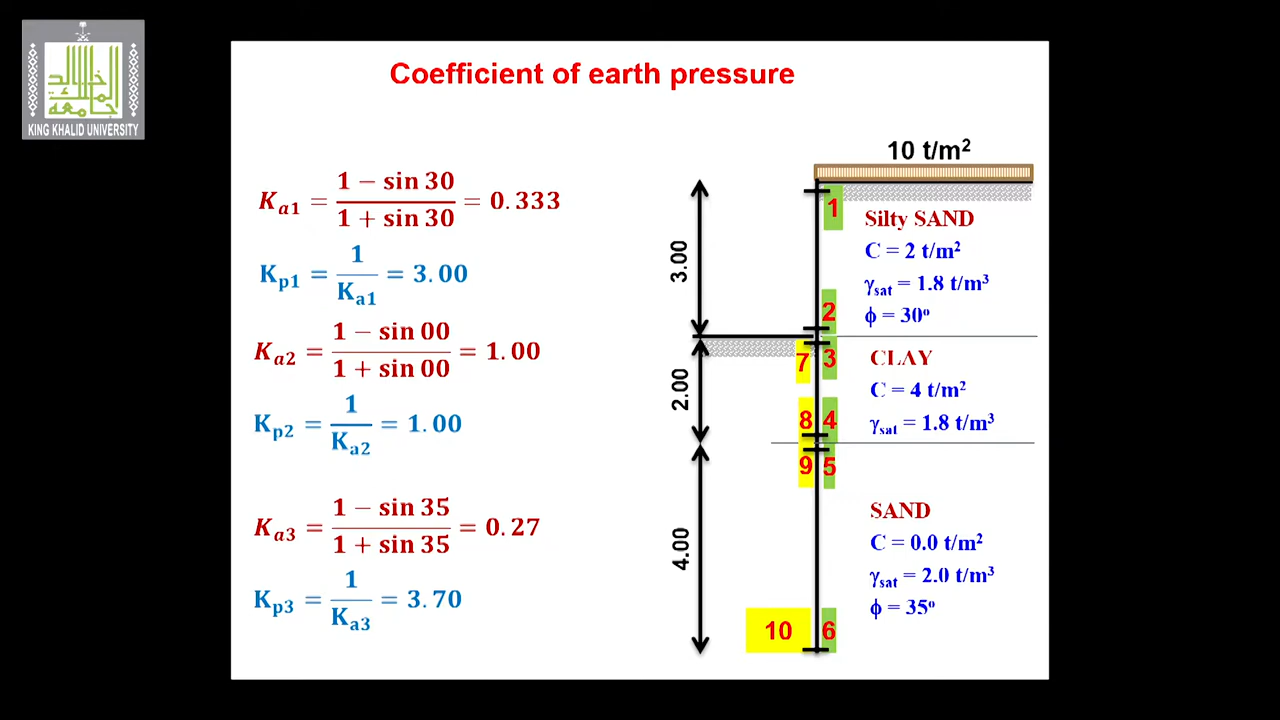 الملك خالد
جامعة
KING KHALID UNIVERSITY
Coefficient of earth pressure
Kₐ₁ = (1 − sin 30)/(1 + sin 30) = 0.333
Kₚ₁ = 1/Kₐ₁ = 3.00
Kₐ₂ = (1 − sin 00)/(1 + sin 00) = 1.00
Kₚ₂ = 1/Kₐ₂ = 1.00
Kₐ₃ = (1 − sin 35)/(1 + sin 35) = 0.27
Kₚ₃ = 1/Kₐ₃ = 3.70
10 t/m²
3.00
2.00
4.00
1
2
7 3
8 4
9 5
10 6
Silty SAND
C = 2 t/m²
γsat = 1.8 t/m³
ϕ = 30º
CLAY
C = 4 t/m²
γsat = 1.8 t/m³
SAND
C = 0.0 t/m²
γsat = 2.0 t/m³
ϕ = 35º